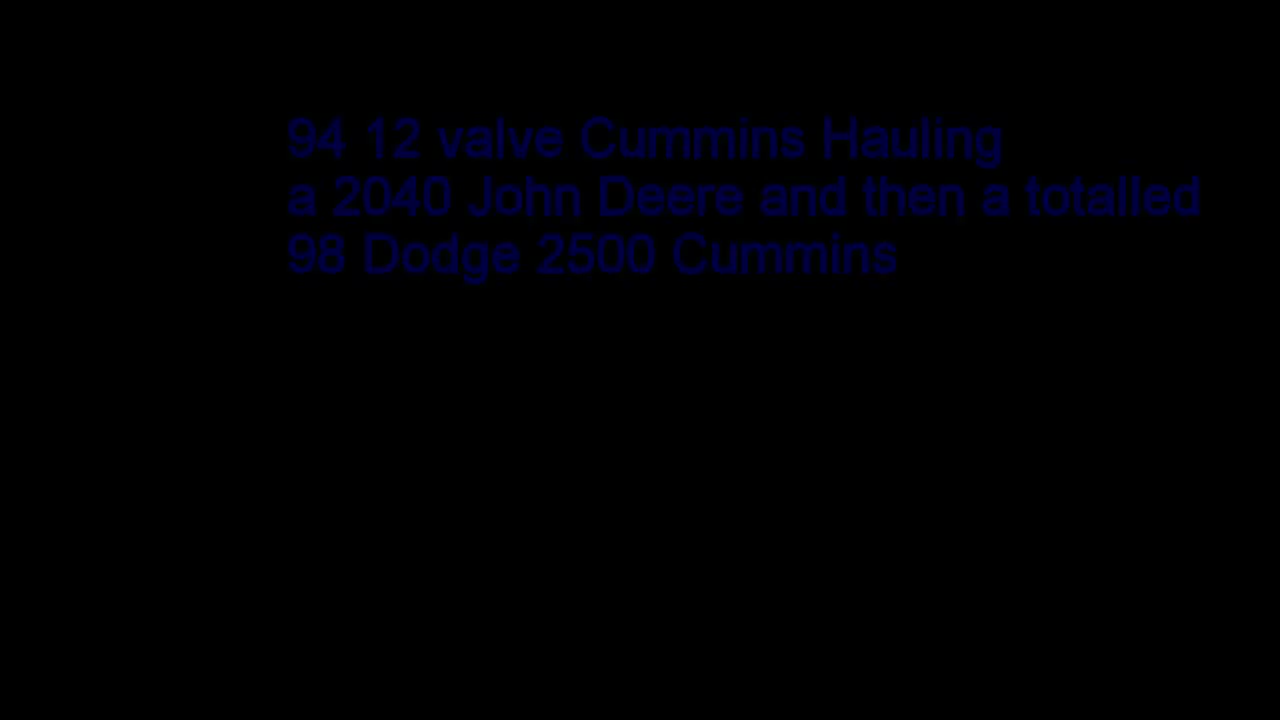 94 12 valve Cummins Hauling
a 2040 John Deere and then a totalled
98 Dodge 2500 Cummins